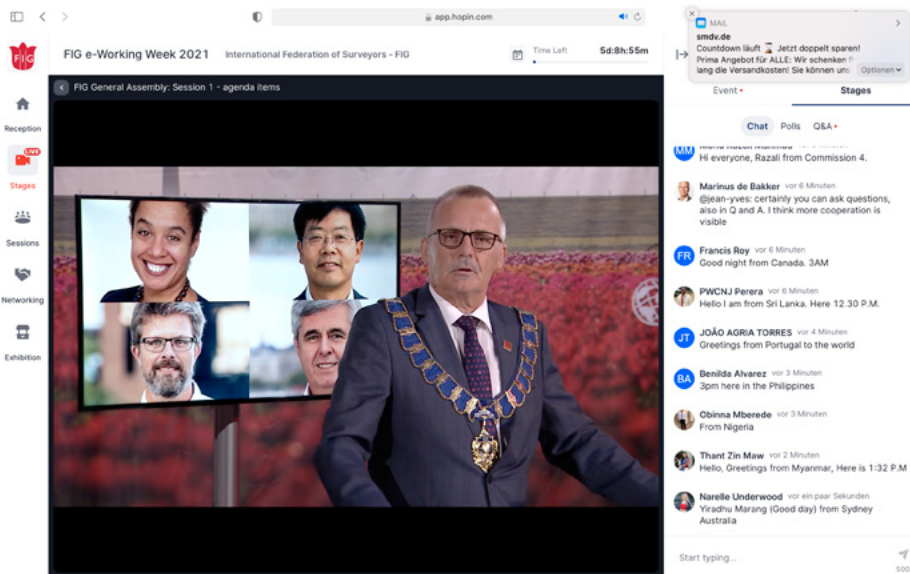 app.hopin.com
MAIL
smdv.de
Countdown läuft ⏳ Jetzt doppelt sparen!
Prima Angebot für ALLE: Wir schenken
lang die Versandkosten! Sie können uns
Optionen
FIG
FIG e-Working Week 2021
International Federation of Surveyors - FIG
Time Left
5d:8h:55m
Event
Stages
FIG General Assembly: Session 1 - agenda items
Reception
LIVE
Stages
Sessions
Networking
Exhibition
Chat
Polls
Q&A
MM
Hi everyone, Razali from Commission 4.
Marinus de Bakker vor 6 Minuten
@jean-yves: certainly you can ask questions,
also in Q and A. I think more cooperation is
visible
FR
Francis Roy vor 6 Minuten
Good night from Canada. 3AM
PWCNJ Perera vor 6 Minuten
Hello I am from Sri Lanka. Here 12.30 P.M.
JT
JOÃO AGRIA TORRES vor 4 Minuten
Greetings from Portugal to the world
BA
Benilda Alvarez vor 3 Minuten
3pm here in the Philippines
Obinna Mberede vor 3 Minuten
From Nigeria
Thant Zin Maw vor 2 Minuten
Hello, Greetings from Myanmar, Here is 1:32 P.M
Narelle Underwood vor ein paar Sekunden
Yiradhu Marang (Good day) from Sydney
Australia
Start typing...
500